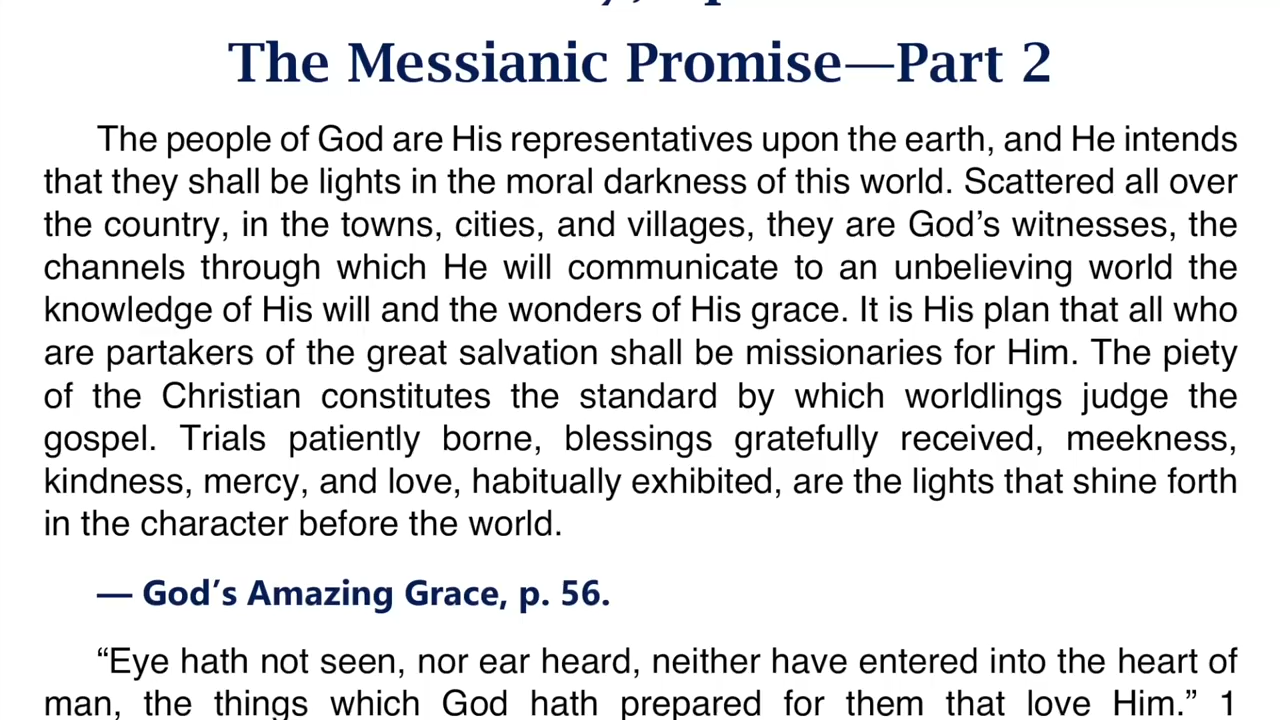 The Messianic Promise—Part 2
The people of God are His representatives upon the earth, and He intends
that they shall be lights in the moral darkness of this world. Scattered all over
the country, in the towns, cities, and villages, they are God’s witnesses, the
channels through which He will communicate to an unbelieving world the
knowledge of His will and the wonders of His grace. It is His plan that all who
are partakers of the great salvation shall be missionaries for Him. The piety
of the Christian constitutes the standard by which worldlings judge the
gospel. Trials patiently borne, blessings gratefully received, meekness,
kindness, mercy, and love, habitually exhibited, are the lights that shine forth
in the character before the world.
— God’s Amazing Grace, p. 56.
“Eye hath not seen, nor ear heard, neither have entered into the heart of
man, the things which God hath prepared for them that love Him.” 1